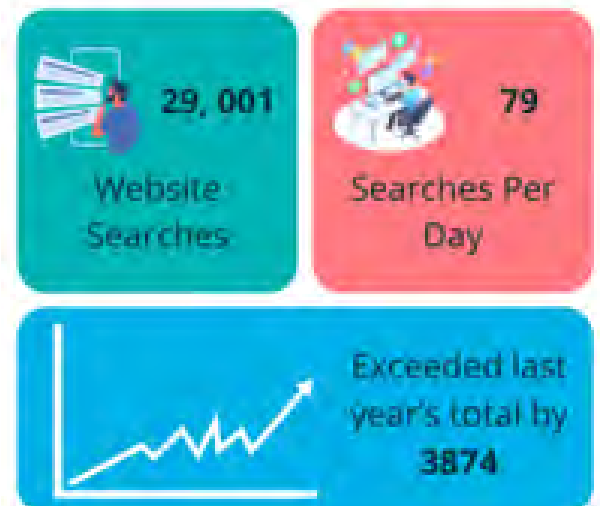 29, 001
Website
Searches
79
Searches Per
Day
Exceeded last
year's total by
3874